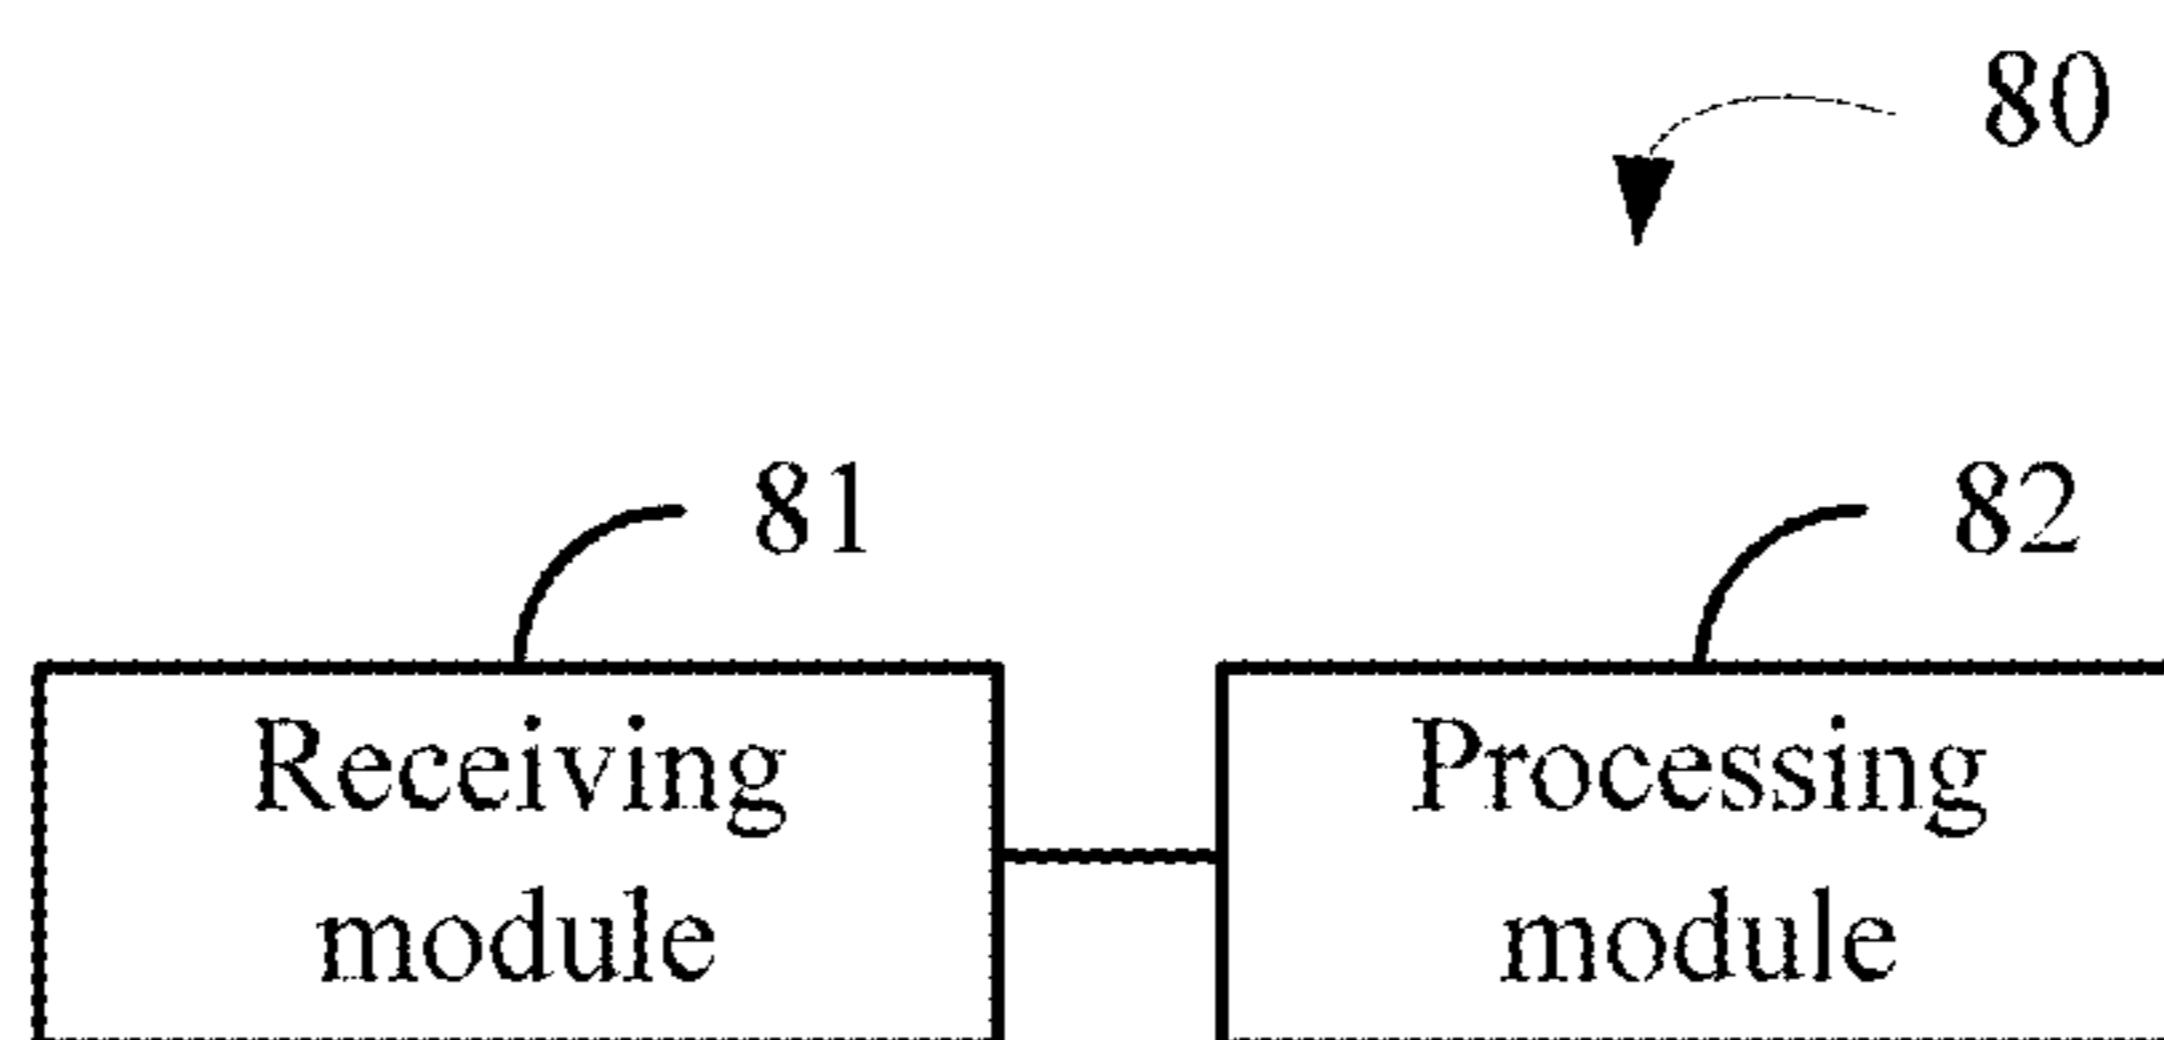 80
81
82
Receiving
module
Processing
module